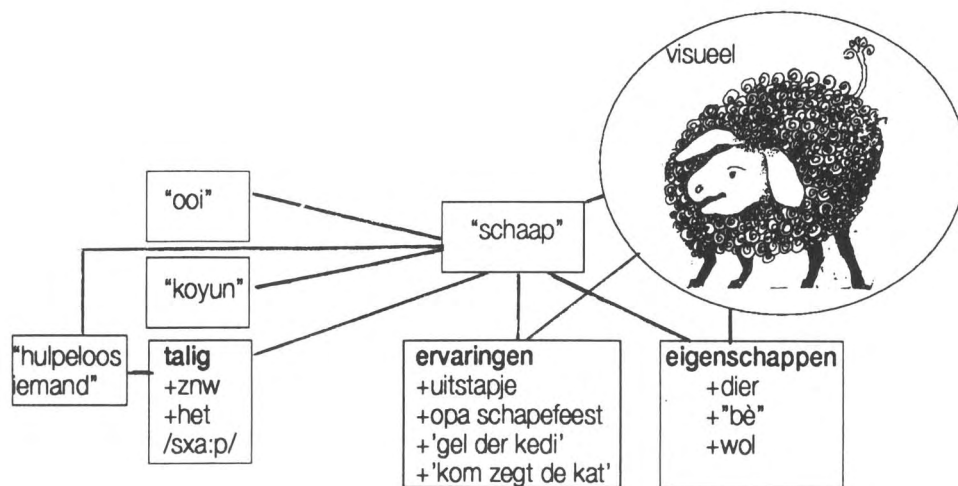 visueel
"ooi"
"schaap"
"koyun"
"hulpeloos
iemand"
talig
+znw
+het
/sxa:p/
ervaringen
+uitstapje
+opa schapefeest
+'gel der kedi'
+'kom zegt de kat'
eigenschappen
+dier
+"bè"
+wol